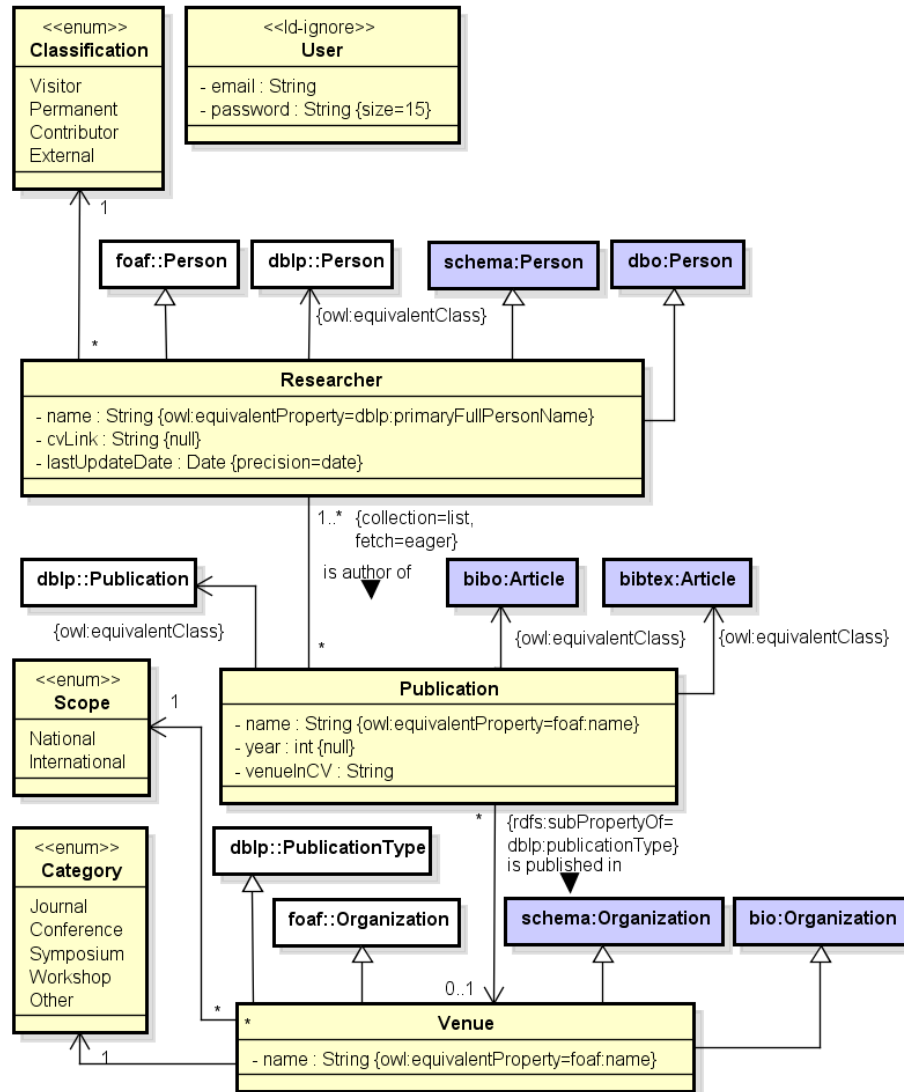 <<enum>>
Classification
Visitor
Permanent
Contributor
External
<<ld-ignore>>
User
- email : String
- password : String {size=15}
1
foaf::Person
dblp::Person
schema:Person
dbo:Person
{owl:equivalentClass}
*
Researcher
- name : String {owl:equivalentProperty=dblp:primaryFullPersonName}
- cvLink : String {null}
- lastUpdateDate : Date {precision=date}
1..* {collection=list,
fetch=eager}
is author of
dblp::Publication
bibo:Article
bibtex:Article
{owl:equivalentClass}
{owl:equivalentClass}
{owl:equivalentClass}
*
<<enum>>
Scope
National
International
1
Publication
- name : String {owl:equivalentProperty=foaf:name}
- year : int {null}
- venueInCV : String
*
{rdfs:subPropertyOf=
dblp:publicationType}
is published in
<<enum>>
Category
Journal
Conference
Symposium
Workshop
Other
dblp::PublicationType
foaf::Organization
schema:Organization
bio:Organization
0..1
*
*
1
Venue
- name : String {owl:equivalentProperty=foaf:name}